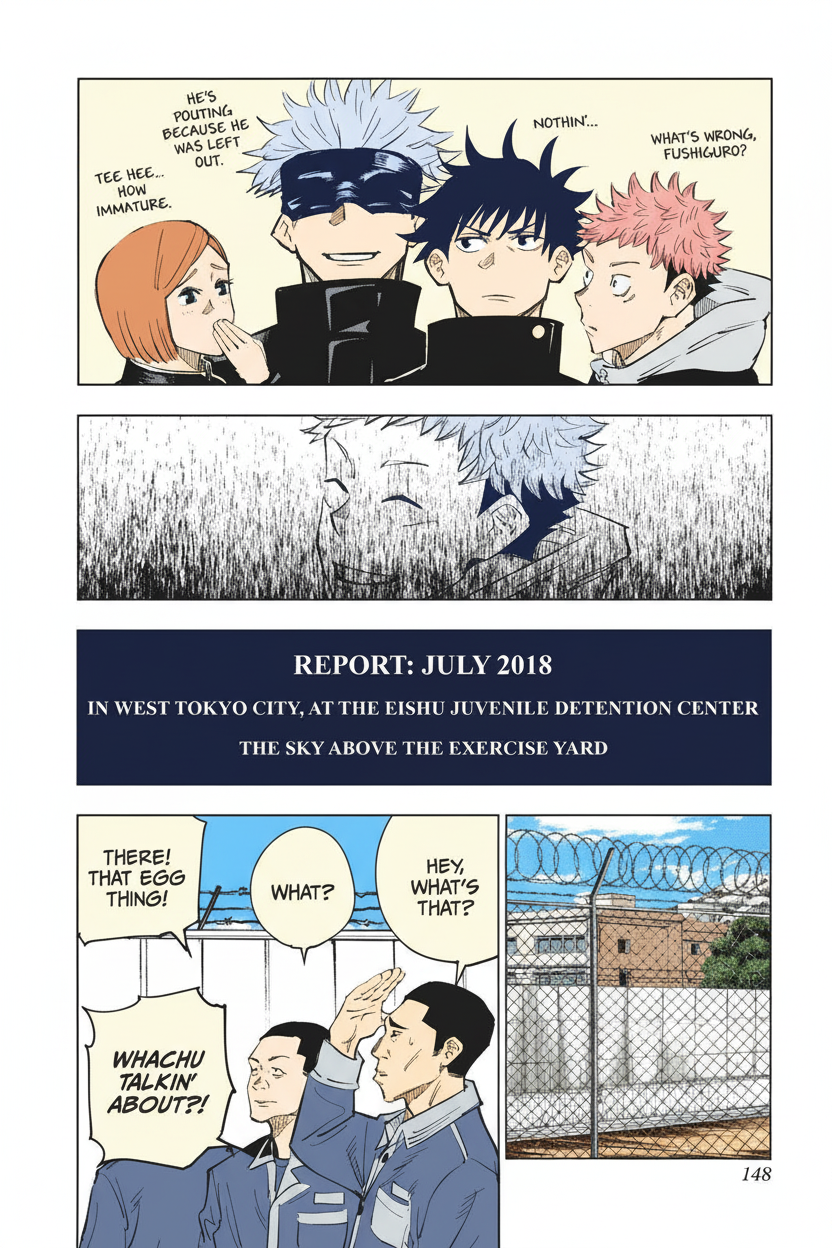 WHAT'S WRONG,
FUSHIGURO?
NOTHIN'...
HE'S
POUTING
BECAUSE HE
WAS LEFT
OUT.
TEE HEE...
HOW
IMMATURE.
REPORT: JULY 2018
IN WEST TOKYO CITY, AT THE EISHU JUVENILE DETENTION CENTER
THE SKY ABOVE THE EXERCISE YARD
HEY,
WHAT'S
THAT?
WHAT?
THERE!
THAT EGG
THING!
WHACHU
TALKIN'
ABOUT?!
148